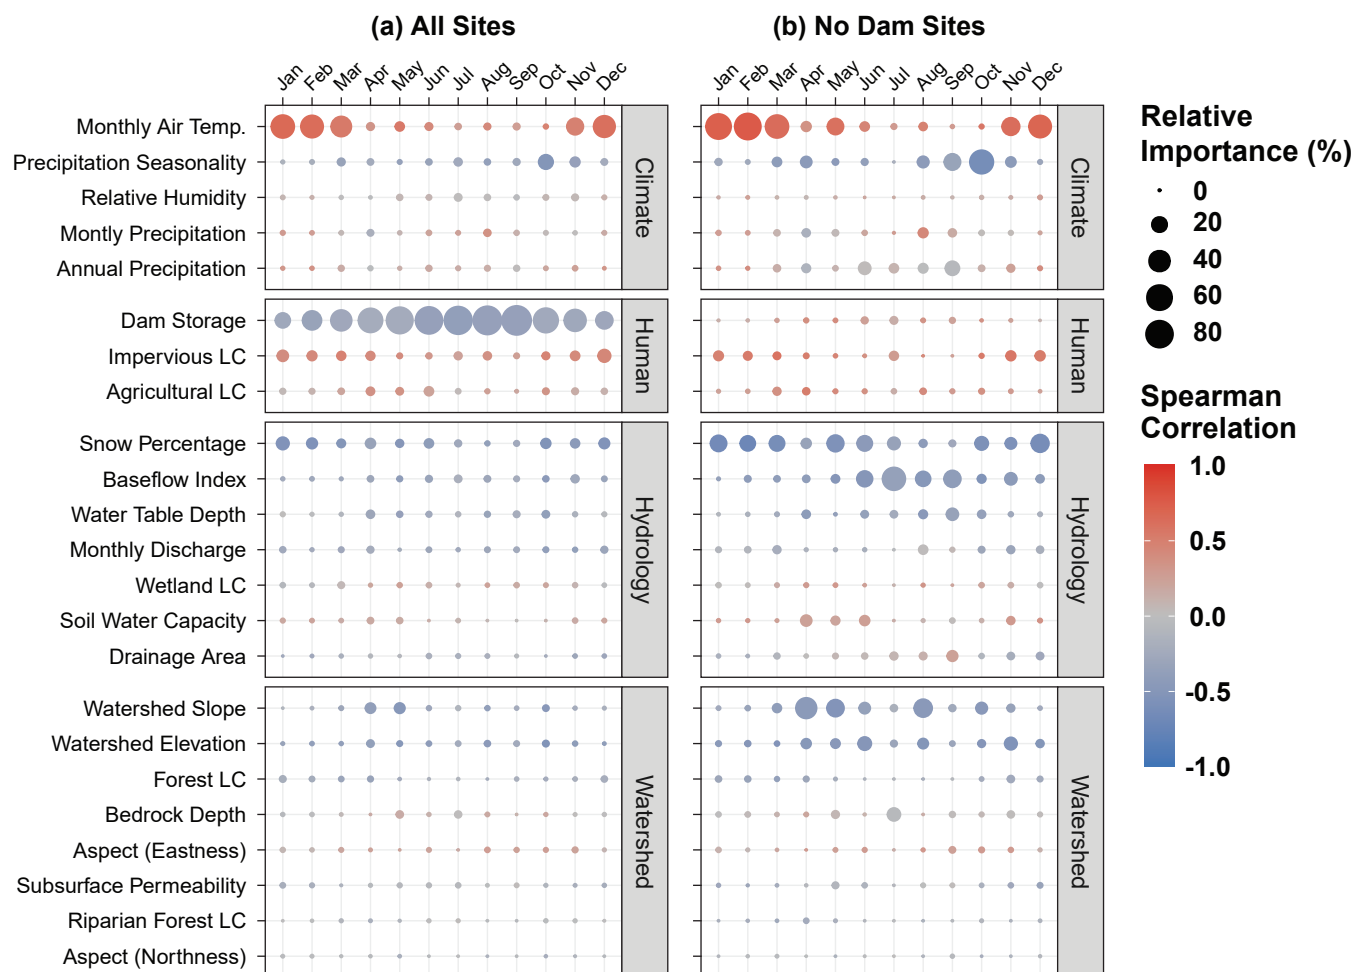 (a) All Sites
(b) No Dam Sites
Jan Feb Mar Apr May Jun Jul Aug Sep Oct Nov Dec
Jan Feb Mar Apr May Jun Jul Aug Sep Oct Nov Dec
Monthly Air Temp.
Precipitation Seasonality
Relative Humidity
Montly Precipitation
Annual Precipitation
Climate
Climate
Dam Storage
Impervious LC
Agricultural LC
Human
Human
Snow Percentage
Baseflow Index
Water Table Depth
Monthly Discharge
Wetland LC
Soil Water Capacity
Drainage Area
Hydrology
Hydrology
Watershed Slope
Watershed Elevation
Forest LC
Bedrock Depth
Aspect (Eastness)
Subsurface Permeability
Riparian Forest LC
Aspect (Northness)
Watershed
Watershed
Relative
Importance (%)
0
20
40
60
80
Spearman
Correlation
1.0
0.5
0.0
-0.5
-1.0